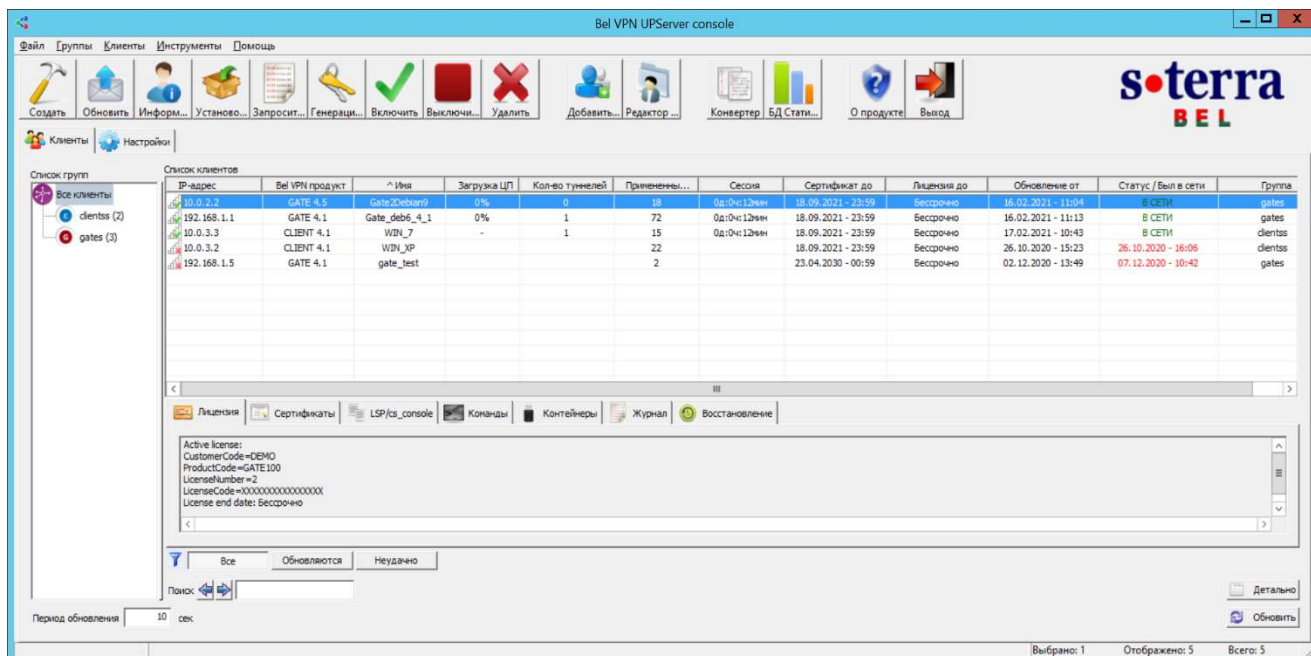 Bel VPN UPServer console
Файл Группы Клиенты Инструменты Помощь
Создать Обновить Информ... Установо... Запросит... Генераци... Включить Выключи... Удалить Добавить... Редактор ... Конвертер БД Стати... О продукте Выход
s•terra
BEL
Клиенты Настройки
Список групп
Все клиенты
clientss (2)
gates (3)
Список клиентов
IP-адрес Bel VPN продукт ^ Имя Загрузка ЦП Кол-во туннелей Примененны... Сессия Сертификат до Лицензия до Обновление от Статус / Был в сети Группа
10.0.2.2 GATE 4.5 Gate2Debian9 0% 0 18 0д:0ч:12мин 18.09.2021 - 23:59 Бессрочно 16.02.2021 - 11:04 В СЕТИ gates
192.168.1.1 GATE 4.1 Gate_deb6_4_1 0% 1 72 0д:0ч:12мин 18.09.2021 - 23:59 Бессрочно 16.02.2021 - 11:13 В СЕТИ gates
10.0.3.3 CLIENT 4.1 WIN_7 - 1 15 0д:0ч:12мин 18.09.2021 - 23:59 Бессрочно 17.02.2021 - 10:43 В СЕТИ clientss
10.0.3.2 CLIENT 4.1 WIN_XP 22 18.09.2021 - 23:59 Бессрочно 26.10.2020 - 15:23 26.10.2020 - 16:06 clientss
192.168.1.5 GATE 4.1 gate_test 2 23.04.2030 - 00:59 Бессрочно 02.12.2020 - 13:49 07.12.2020 - 10:42 gates
Лицензия Сертификаты LSP/cs_console Команды Контейнеры Журнал Восстановление
Active license:
CustomerCode=DEMO
ProductCode=GATE100
LicenseNumber=2
LicenseCode=XXXXXXXXXXXXXXXX
License end date: Бессрочно
Все Обновляются Неудачно
Поиск
Детально
Период обновления 10 сек
Обновить
Выбрано: 1 Отображено: 5 Всего: 5